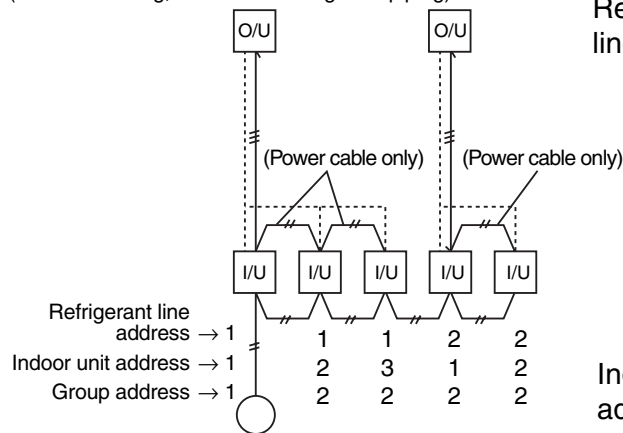 O/U O/U
(Power cable only) (Power cable only)
I/U I/U I/U I/U I/U
Refrigerant line
address → 1 1 1 2 2
Indoor unit address → 1 2 3 1 2
Group address → 1 2 2 2 2